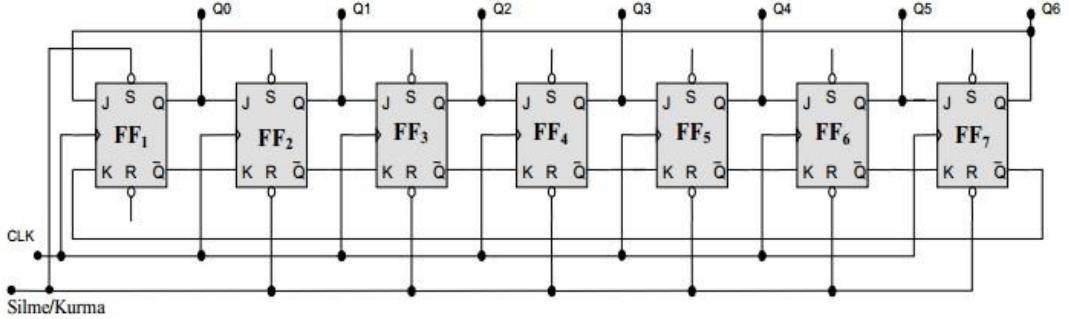 Q0 Q1 Q2 Q3 Q4 Q5 Q6
J S Q J S Q J S Q J S Q J S Q J S Q J S Q
FF₁ FF₂ FF₃ FF₄ FF₅ FF₆ FF₇
K R Q̅ K R Q̅ K R Q̅ K R Q̅ K R Q̅ K R Q̅ K R Q̅
CLK
Silme/Kurma